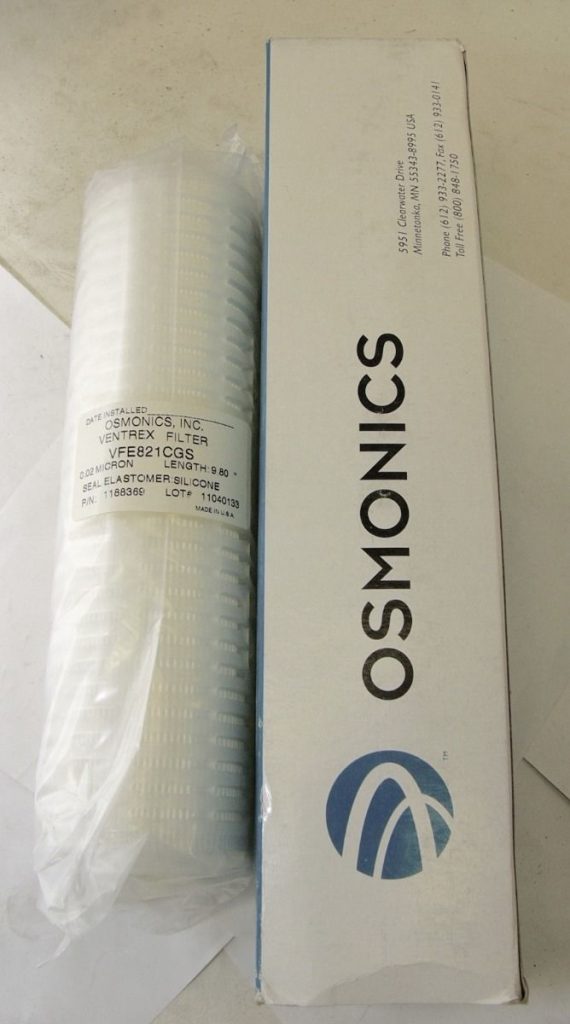 DATE INSTALLED
OSMONICS, INC.
VENTREX FILTER
VFE821CGS
0.02 MICRON LENGTH: 9.80 "
SEAL ELASTOMER: SILICONE
P/N: 1188369 LOT# 11040133
MADE IN U.S.A.
5951 Clearwater Drive
Minnetonka, MN 55343-8995 USA
Phone (612) 933-2277, Fax (612) 933-0141
Toll Free (800) 848-1750
OSMONICS
TM